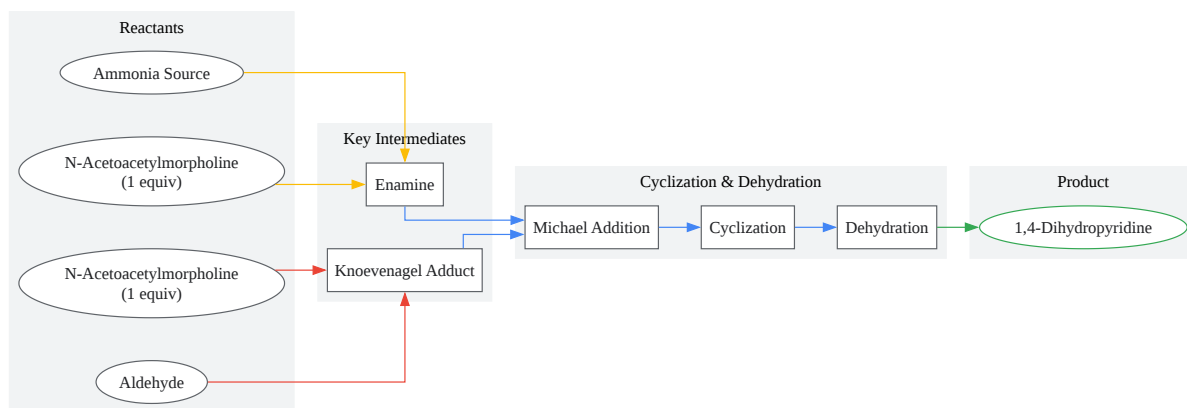 Reactants
Ammonia Source
N-Acetoacetylmorpholine
(1 equiv)
N-Acetoacetylmorpholine
(1 equiv)
Aldehyde
Key Intermediates
Enamine
Knoevenagel Adduct
Cyclization & Dehydration
Michael Addition
Cyclization
Dehydration
Product
1,4-Dihydropyridine